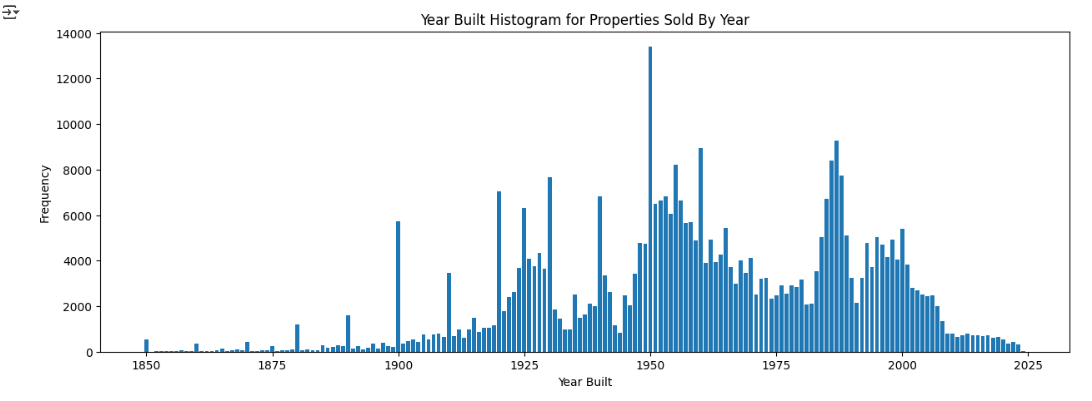 Year Built Histogram for Properties Sold By Year
14000
12000
10000
8000
6000
4000
2000
0
Frequency
1850 1875 1900 1925 1950 1975 2000 2025
Year Built